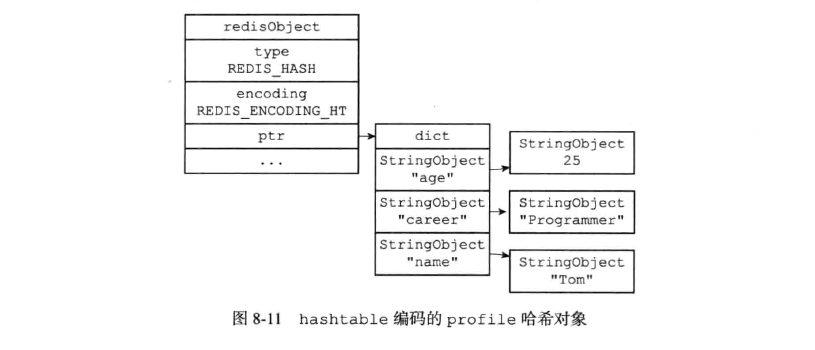 redisObject
type
REDIS_HASH
encoding
REDIS_ENCODING_HT
ptr
...
dict
StringObject
"age"
StringObject
"career"
StringObject
"name"
StringObject
25
StringObject
"Programmer"
StringObject
"Tom"
图 8-11 hashtable 编码的 profile 哈希对象